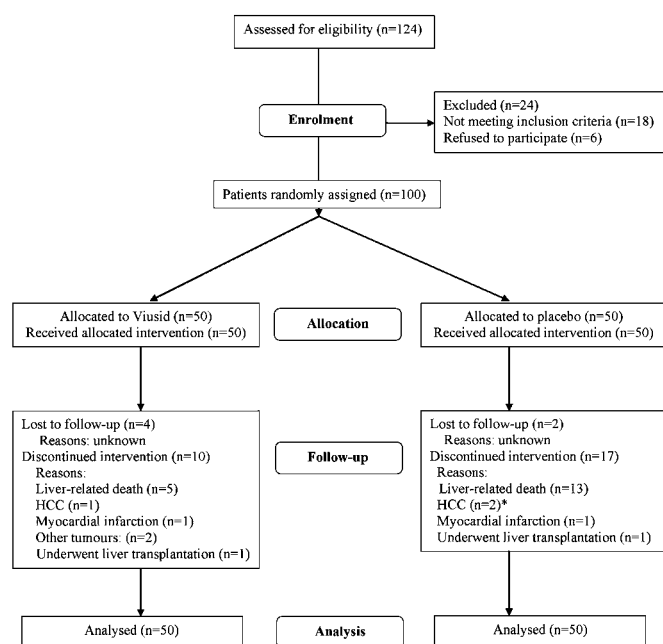 Assessed for eligibility (n=124)
Enrolment
Excluded (n=24)
Not meeting inclusion criteria (n=18)
Refused to participate (n=6)
Patients randomly assigned (n=100)
Allocated to Viusid (n=50)
Received allocated intervention (n=50)
Allocation
Allocated to placebo (n=50)
Received allocated intervention (n=50)
Lost to follow-up (n=4)
Reasons: unknown
Discontinued intervention (n=10)
Reasons:
Liver-related death (n=5)
HCC (n=1)
Myocardial infarction (n=1)
Other tumours: (n=2)
Underwent liver transplantation (n=1)
Follow-up
Lost to follow-up (n=2)
Reasons: unknown
Discontinued intervention (n=17)
Reasons:
Liver-related death (n=13)
HCC (n=2)*
Myocardial infarction (n=1)
Underwent liver transplantation (n=1)
Analysed (n=50)
Analysis
Analysed (n=50)